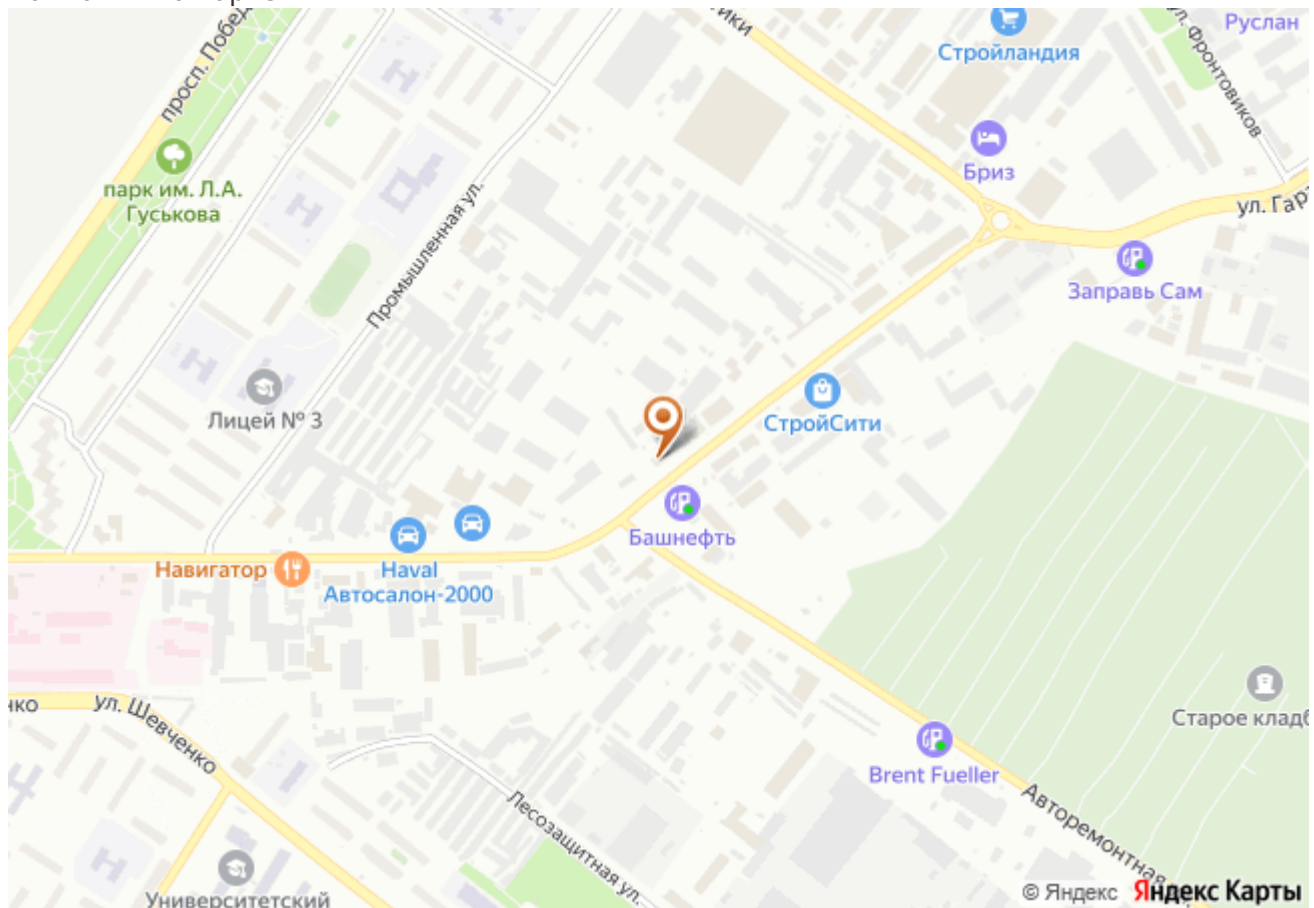 просп. Побед
ики
Стройландия
Руслан
ул. Фронтовиков
Бриз
парк им. Л.А.
Гуськова
ул. Гар
Промышленная ул.
Заправь Сам
Лицей № 3
СтройСити
Башнефть
Навигатор
Haval
Автосалон-2000
нко
ул. Шевченко
Старое кладб
Brent Fueller
Лесозащитная ул.
Авторемонтная
Университетский
© Яндекс Яндекс Карты